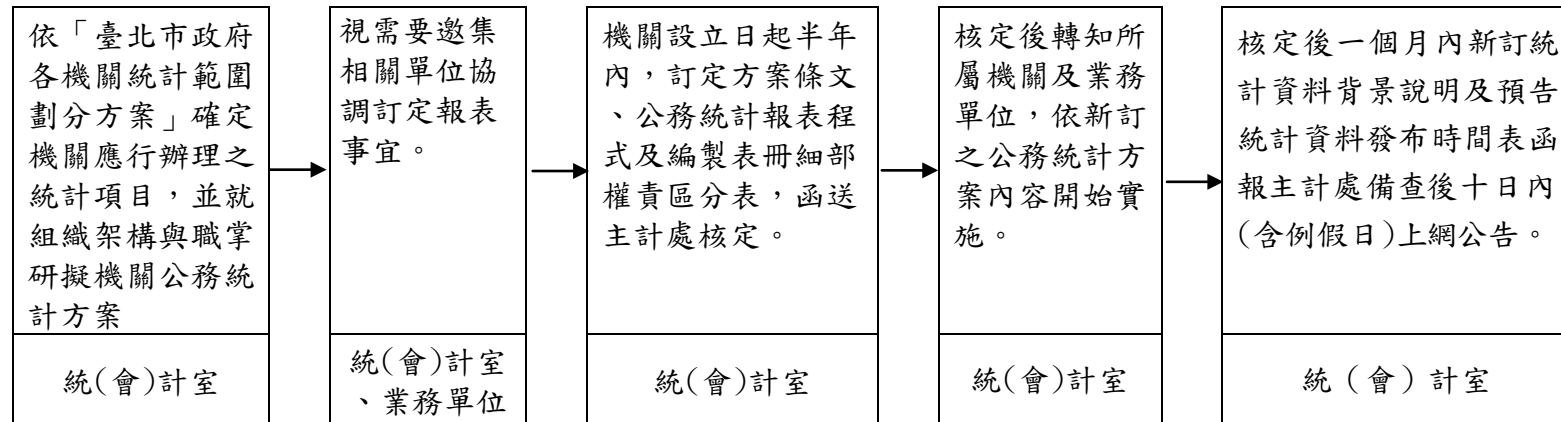 依「臺北市政府
各機關統計範圍
劃分方案」確定
機關應行辦理之
統計項目，並就
組織架構與職掌
研擬機關公務統
計方案
統(會)計室
視需要邀集
相關單位協
調訂定報表
事宜。
統(會)計室
、業務單位
機關設立日起半年
內，訂定方案條文
、公務統計報表程
式及編製表冊細部
權責區分表，函送
主計處核定。
統(會)計室
核定後轉知所
屬機關及業務
單位，依新訂
之公務統計方
案內容開始實
施。
統(會)計室
核定後一個月內新訂統
計資料背景說明及預告
統計資料發布時間表函
報主計處備查後十日內
(含例假日)上網公告。
統（會）計室